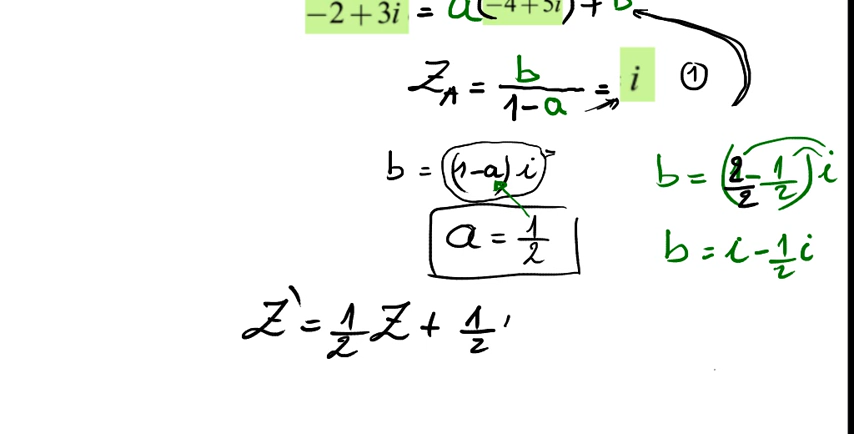 -2+3i = a(-4+5i)+b
Z_A = b/(1-a) = i ①
b = (1-a) i
b = (2/2 - 1/2) i
a = 1/2
b = i - 1/2 i
Z' = 1/2 Z + 1/2